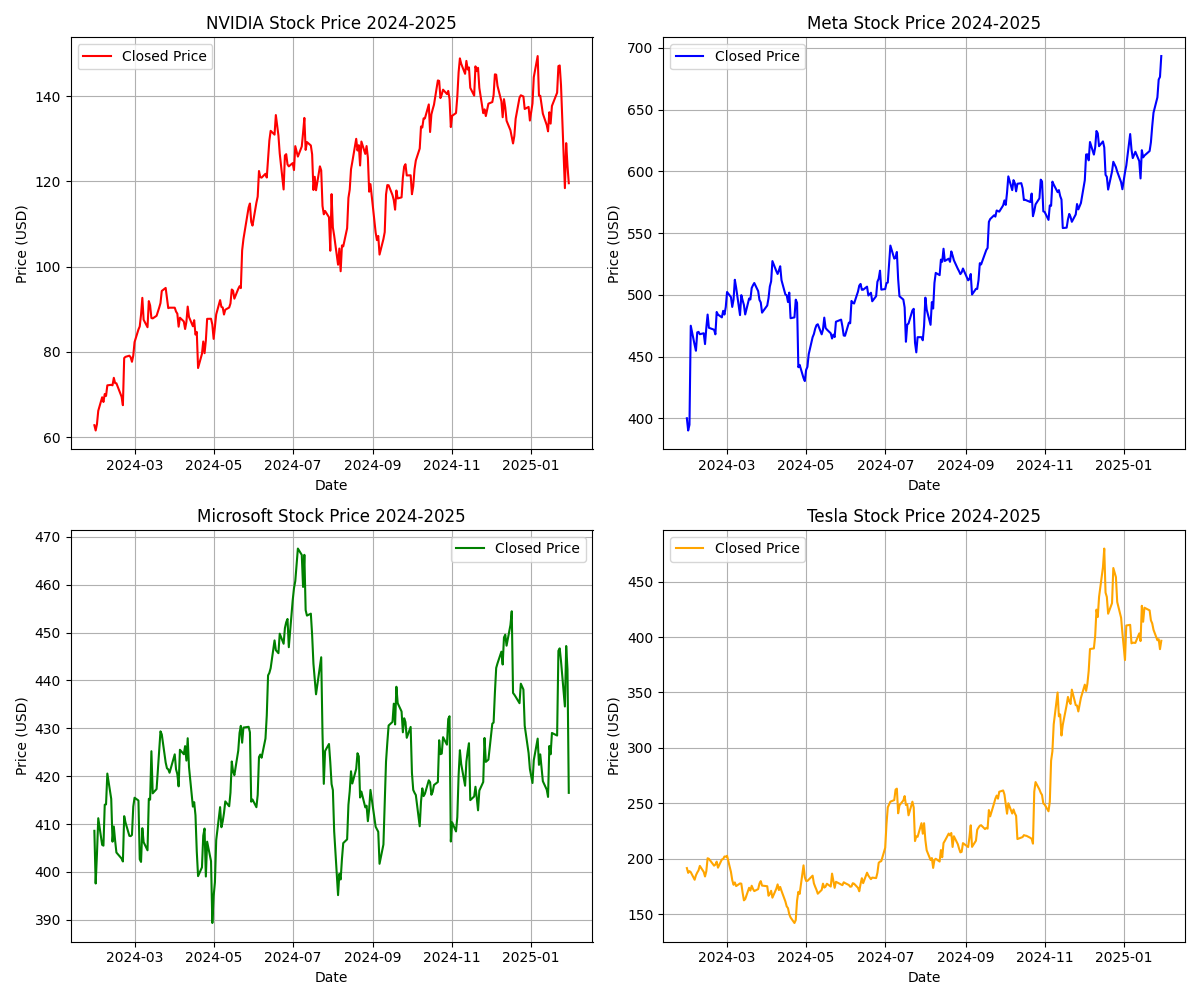 NVIDIA Stock Price 2024-2025
Closed Price
Price (USD)
140
120
100
80
60
2024-03 2024-05 2024-07 2024-09 2024-11 2025-01
Date
Meta Stock Price 2024-2025
Closed Price
Price (USD)
700
650
600
550
500
450
400
2024-03 2024-05 2024-07 2024-09 2024-11 2025-01
Date
Microsoft Stock Price 2024-2025
Closed Price
Price (USD)
470
460
450
440
430
420
410
400
390
2024-03 2024-05 2024-07 2024-09 2024-11 2025-01
Date
Tesla Stock Price 2024-2025
Closed Price
Price (USD)
450
400
350
300
250
200
150
2024-03 2024-05 2024-07 2024-09 2024-11 2025-01
Date